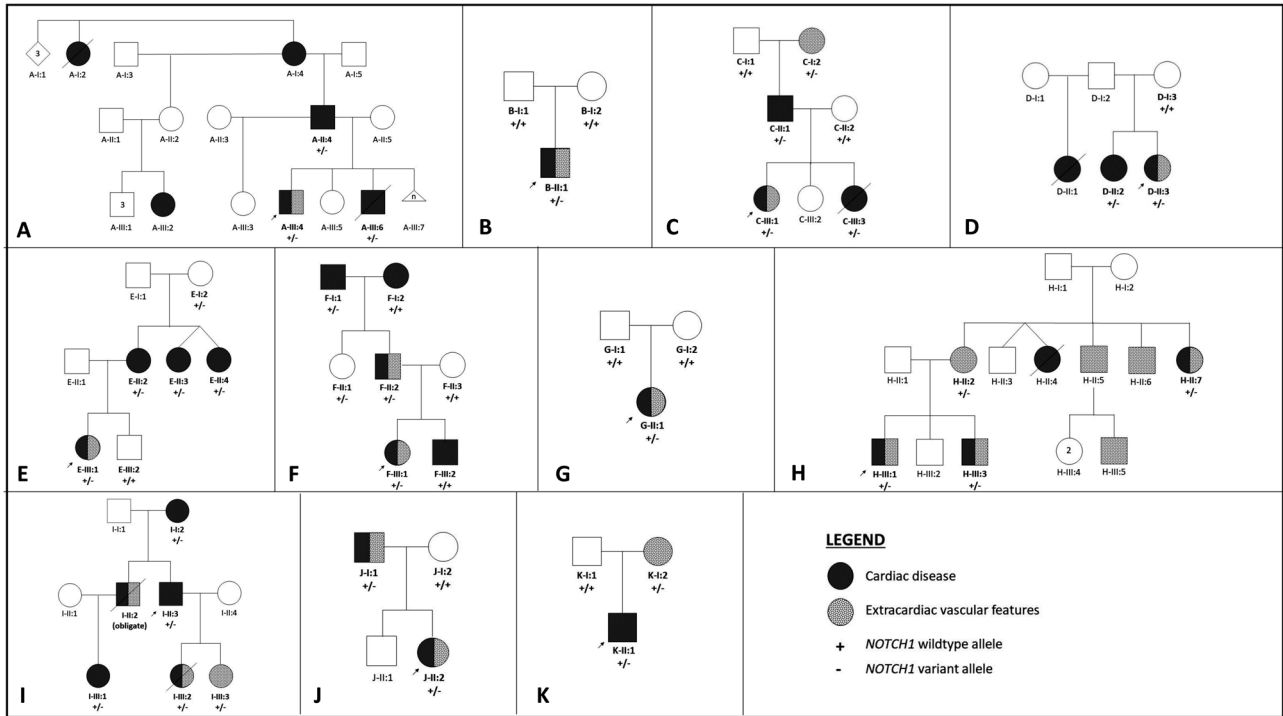 3
A-I:1
A-I:2
A-I:3
A-I:4
A-I:5
A-II:1
A-II:2
A-II:3
A-II:4
+/-
A-II:5
3
A-III:1
A-III:2
A-III:3
A-III:4
+/-
A-III:5
A-III:6
+/-
n
A-III:7
A
B-I:1
+/+
B-I:2
+/+
B-II:1
+/-
B
C-I:1
+/+
C-I:2
+/-
C-II:1
+/-
C-II:2
+/+
C-III:1
+/-
C-III:2
C-III:3
+/-
C
D-I:1
D-I:2
D-I:3
+/+
D-II:1
D-II:2
+/-
D-II:3
+/-
D
E-I:1
E-I:2
+/-
E-II:1
E-II:2
+/-
E-II:3
+/-
E-II:4
+/-
E-III:1
+/-
E-III:2
+/+
E
F-I:1
+/-
F-I:2
+/+
F-II:1
+/-
F-II:2
+/-
F-II:3
+/+
F-III:1
+/-
F-III:2
+/+
F
G-I:1
+/+
G-I:2
+/+
G-II:1
+/-
G
H-I:1
H-I:2
H-II:1
H-II:2
+/-
H-II:3
H-II:4
H-II:5
H-II:6
H-II:7
+/-
H-III:1
+/-
H-III:2
H-III:3
+/-
2
H-III:4
H-III:5
H
I-I:1
I-I:2
+/-
I-II:1
I-II:2
(obligate)
I-II:3
+/-
I-II:4
I-III:1
+/-
I-III:2
+/-
I-III:3
+/-
I
J-I:1
+/-
J-I:2
+/+
J-II:1
J-II:2
+/-
J
K-I:1
+/+
K-I:2
+/-
K-II:1
+/-
K
LEGEND
Cardiac disease
Extracardiac vascular features
+ NOTCH1 wildtype allele
- NOTCH1 variant allele